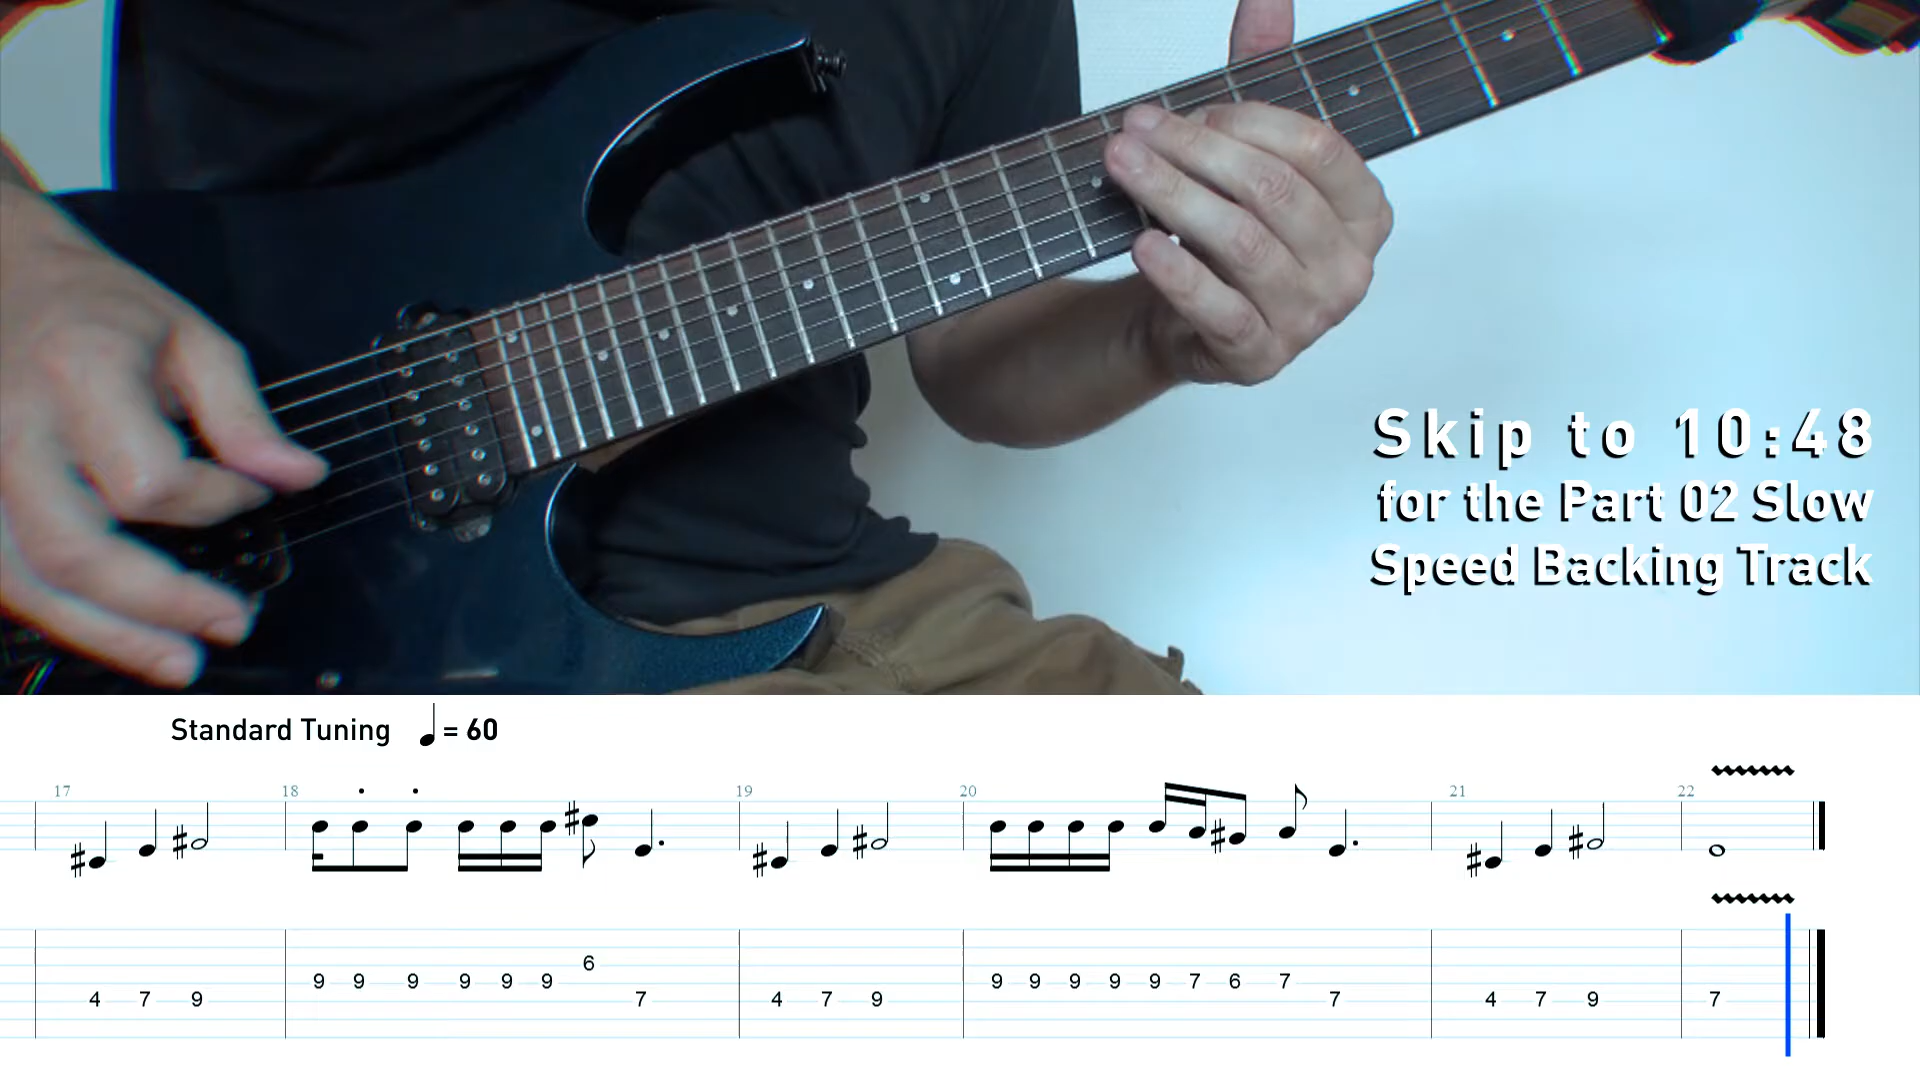 Skip to 10:48
for the Part 02 Slow
Speed Backing Track
Standard Tuning ♩ = 60
17 18 19 20 21 22
6
9 9 9 9 9 9 9 9 9 9 9 7 6 7
4 7 9 7 4 7 9 7 4 7 9 7